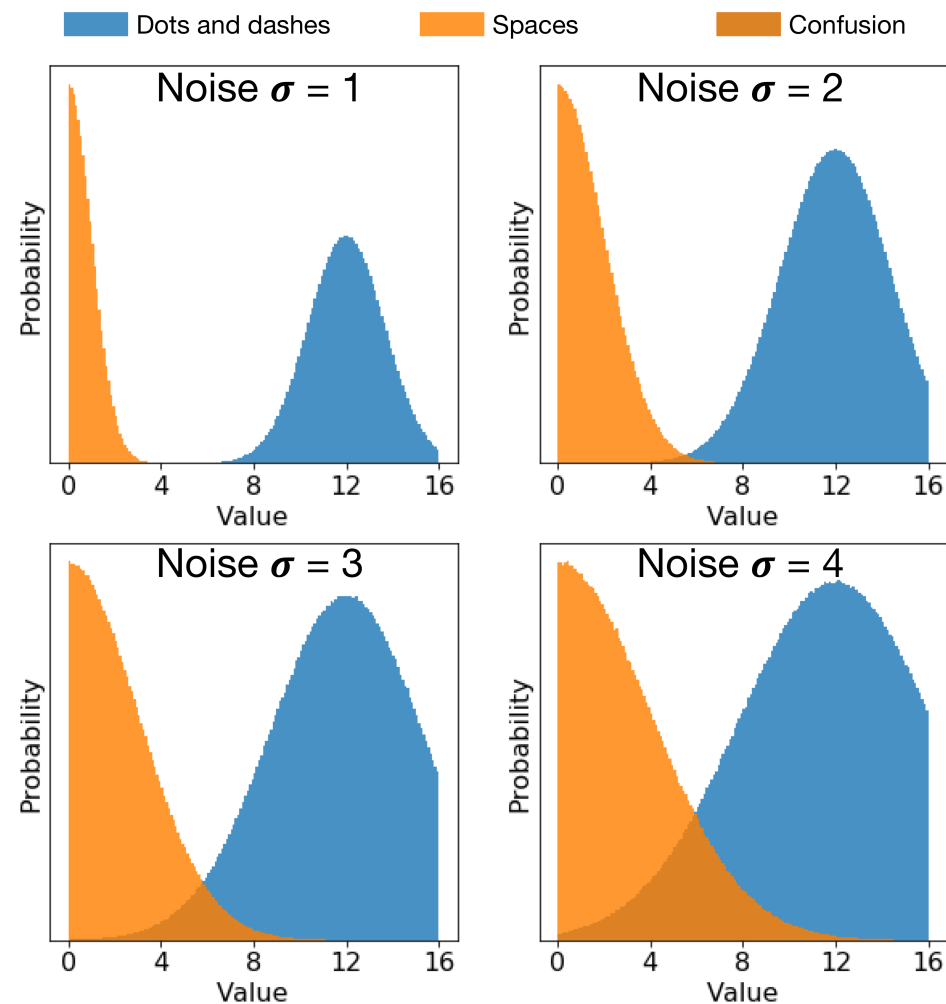 Dots and dashes Spaces Confusion
Noise σ = 1
Probability
0 4 8 12 16
Value
Noise σ = 2
Probability
0 4 8 12 16
Value
Noise σ = 3
Probability
0 4 8 12 16
Value
Noise σ = 4
Probability
0 4 8 12 16
Value